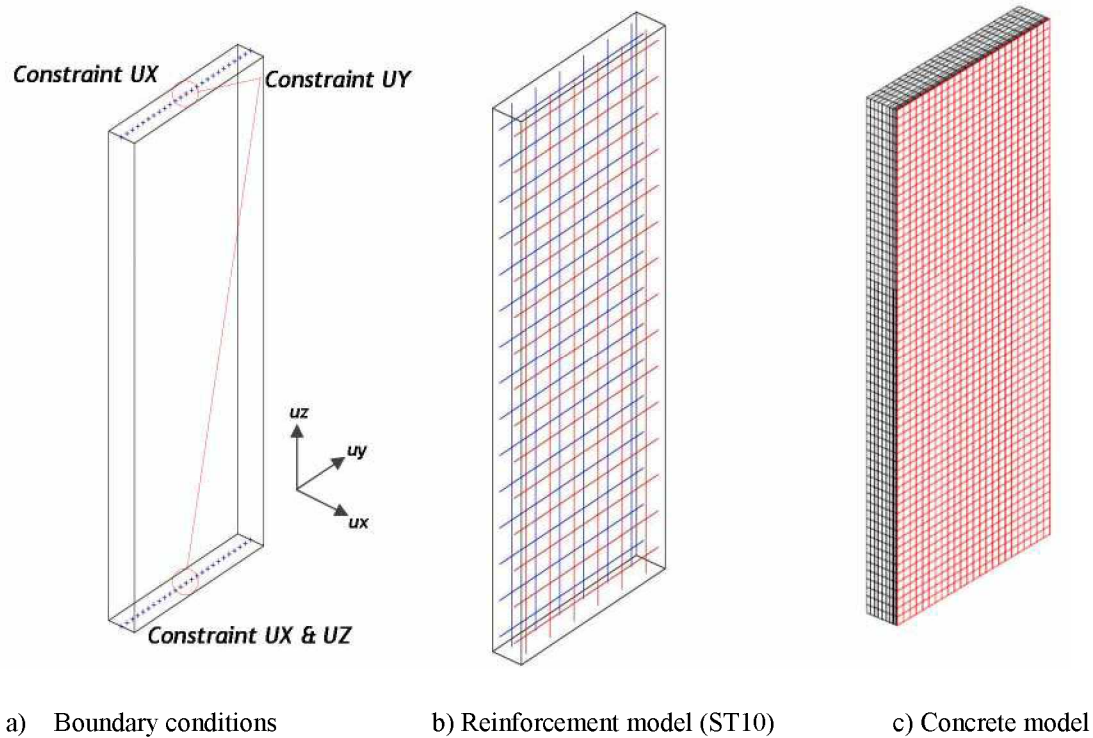 Constraint UX
Constraint UY
uz
uy
ux
Constraint UX & UZ
a) Boundary conditions
b) Reinforcement model (ST10)
c) Concrete model